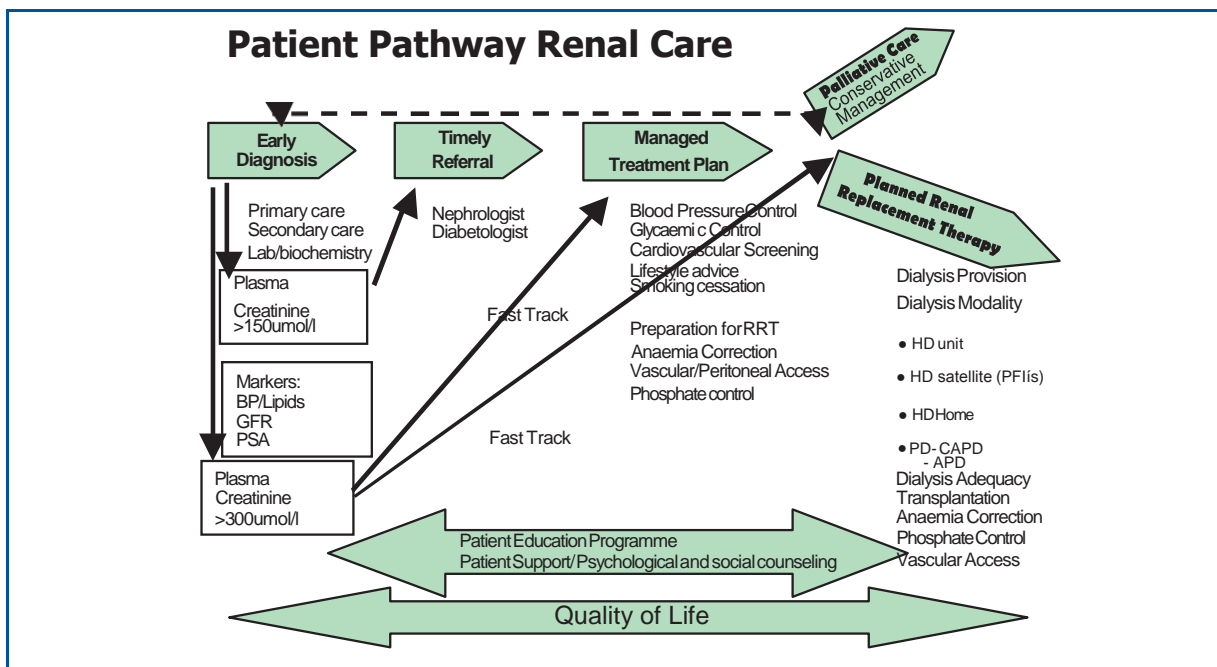 Patient Pathway Renal Care
Palliative Care
Conservative
Management
Early
Diagnosis
Timely
Referral
Managed
Treatment Plan
Planned Renal
Replacement Therapy
Primary care
Secondary care
Lab/biochemistry
Plasma
Creatinine
>150umol/l
Markers:
BP/Lipids
GFR
PSA
Plasma
Creatinine
>300umol/l
Nephrologist
Diabetologist
Fast Track
Fast Track
Blood Pressure Control
Glycaemic Control
Cardiovascular Screening
Lifestyle advice
Smoking cessation
Preparation for RRT
Anaemia Correction
Vascular/Peritoneal Access
Phosphate control
Dialysis Provision
Dialysis Modality
● HD unit
● HD satellite (PFIís)
● HD Home
● PD- CAPD
- APD
Dialysis Adequacy
Transplantation
Anaemia Correction
Phosphate Control
Vascular Access
Patient Education Programme
Patient Support/ Psychological and social counseling
Quality of Life